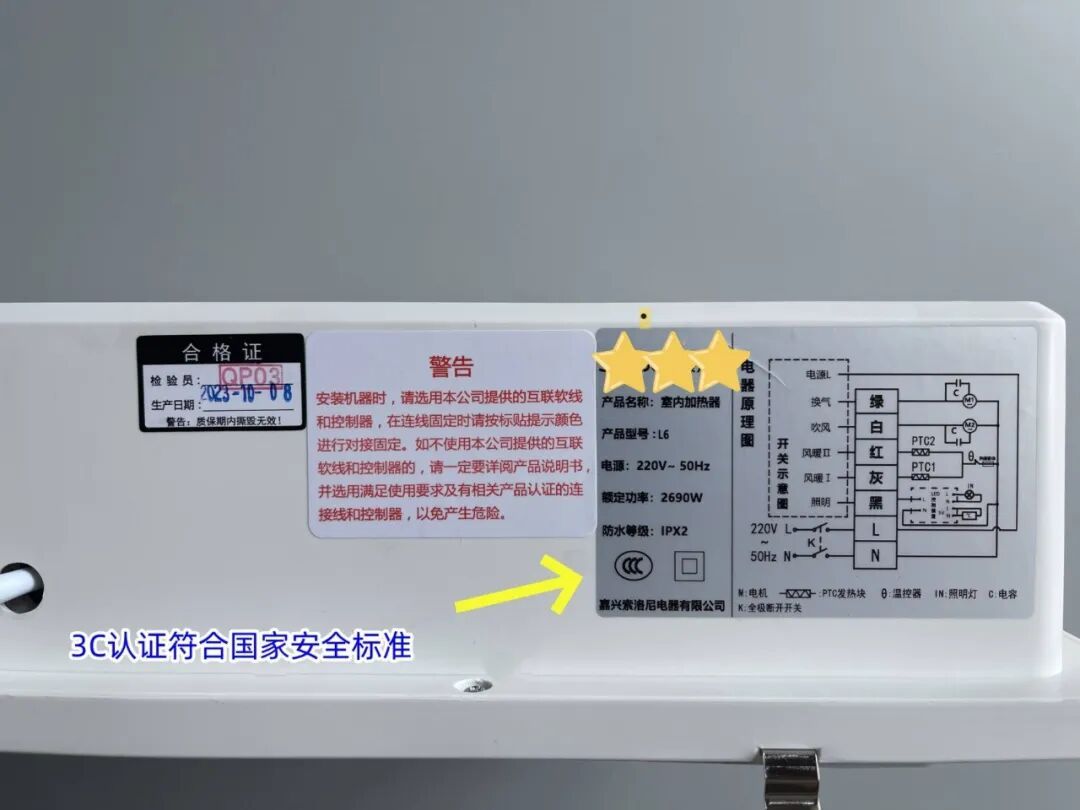 合格证
检验员：QP03
生产日期：2023-10-08
警告：质保期内撕毁无效！
警告
安装机器时，请选用本公司提供的互联软线
和控制器，在连线固定时请按标贴提示颜色
进行对接固定。如不使用本公司提供的互联
软线和控制器的，请一定要详阅产品说明书，
并选用满足使用要求及有相关产品认证的连
接线和控制器，以免产生危险。
产品名称：室内加热器
产品型号：L6
电源：220V~ 50Hz
额定功率：2690W
防水等级：IPX2
CCC
嘉兴索洛尼电器有限公司
电器原理图
开关示意图
电源L
换气
吹风
风暖II
风暖I
照明
绿
白
红
灰
黑
L
N
C
M1
M2
C
PTC2
PTC1
θ
IN
LED
220V L
~
50Hz N
K
M:电机 :PTC发热块 θ:温控器 IN:照明灯 C:电容
K:全极断开开关
3C认证符合国家安全标准